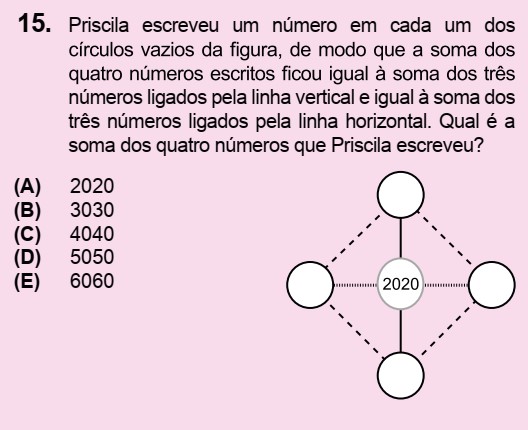 15. Priscila escreveu um número em cada um dos
círculos vazios da figura, de modo que a soma dos
quatro números escritos ficou igual à soma dos três
números ligados pela linha vertical e igual à soma dos
três números ligados pela linha horizontal. Qual é a
soma dos quatro números que Priscila escreveu?
(A) 2020
(B) 3030
(C) 4040
(D) 5050
(E) 6060
2020